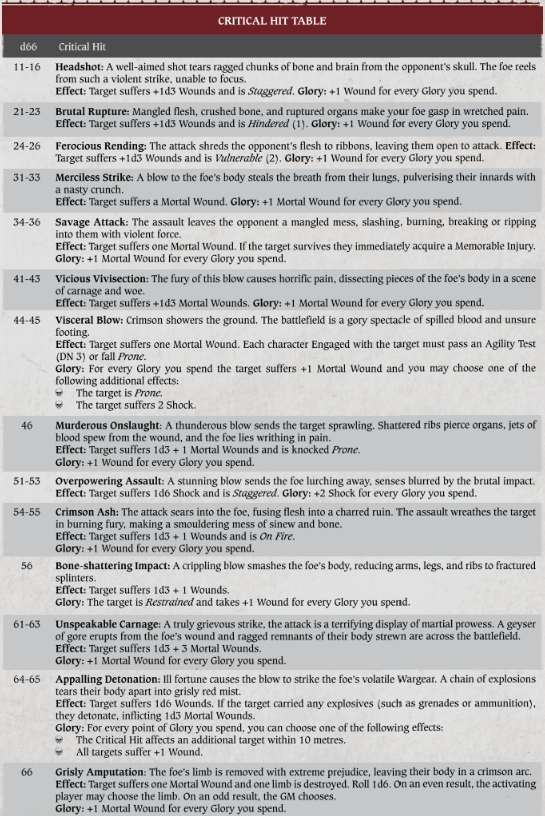 CRITICAL HIT TABLE
d66 Critical Hit
11-16 Headshot: A well-aimed shot tears ragged chunks of bone and brain from the opponent's skull. The foe reels
from such a violent strike, unable to focus.
Effect: Target suffers +1d3 Wounds and is Staggered. Glory: +1 Wound for every Glory you spend.
21-23 Brutal Rupture: Mangled flesh, crushed bone, and ruptured organs make your foe gasp in wretched pain.
Effect: Target suffers +1d3 Wounds and is Hindered (1). Glory: +1 Wound for every Glory you spend.
24-26 Ferocious Rending: The attack shreds the opponent's flesh to ribbons, leaving them open to attack. Effect:
Target suffers +1d3 Wounds and is Vulnerable (2). Glory: +1 Wound for every Glory you spend.
31-33 Merciless Strike: A blow to the foe's body steals the breath from their lungs, pulverising their innards with
a nasty crunch.
Effect: Target suffers a Mortal Wound. Glory: +1 Mortal Wound for every Glory you spend.
34-36 Savage Attack: The assault leaves the opponent a mangled mess, slashing, burning, breaking or ripping
into them with violent force.
Effect: Target suffers one Mortal Wound. If the target survives they immediately acquire a Memorable Injury.
Glory: +1 Mortal Wound for every Glory you spend.
41-43 Vicious Vivisection: The fury of this blow causes horrific pain, dissecting pieces of the foe's body in a scene
of carnage and woe.
Effect: Target suffers +1d3 Mortal Wounds. Glory: +1 Mortal Wound for every Glory you spend.
44-45 Visceral Blow: Crimson showers the ground. The battlefield is a gory spectacle of spilled blood and unsure
footing.
Effect: Target suffers one Mortal Wound. Each character Engaged with the target must pass an Agility Test
(DN 3) or fall Prone.
Glory: For every Glory you spend the target suffers +1 Mortal Wound and you may choose one of the
following additional effects:
The target is Prone.
The target suffers 2 Shock.
46 Murderous Onslaught: A thunderous blow sends the target sprawling. Shattered ribs pierce organs, jets of
blood spew from the wound, and the foe lies writhing in pain.
Effect: Target suffers 1d3 + 1 Mortal Wounds and is knocked Prone.
Glory: +1 Wound for every Glory you spend.
51-53 Overpowering Assault: A stunning blow sends the foe lurching away, senses blurred by the brutal impact.
Effect: Target suffers 1d6 Shock and is Staggered. Glory: +2 Shock for every Glory you spend.
54-55 Crimson Ash: The attack sears into the foe, fusing flesh into a charred ruin. The assault wreathes the target
in burning fury, making a smouldering mess of sinew and bone.
Effect: Target suffers 1d3 + 1 Wounds and is On Fire.
Glory: +1 Wound for every Glory you spend.
56 Bone-shattering Impact: A crippling blow smashes the foe's body, reducing arms, legs, and ribs to fractured
splinters.
Effect: Target suffers 1d3 + 1 Wounds.
Glory: The target is Restrained and takes +1 Wound for every Glory you spend.
61-63 Unspeakable Carnage: A truly grievous strike, the attack is a terrifying display of martial prowess. A geyser
of gore erupts from the foe's wound and ragged remnants of their body strewn are across the battlefield.
Effect: Target suffers 1d3 + 3 Mortal Wounds.
Glory: +1 Mortal Wound for every Glory you spend.
64-65 Appalling Detonation: Ill fortune causes the blow to strike the foe's volatile Wargear. A chain of explosions
tears their body apart into grisly red mist.
Effect: Target suffers 1d6 Wounds. If the target carried any explosives (such as grenades or ammunition),
they detonate, inflicting 1d3 Mortal Wounds.
Glory: For every point of Glory you spend, you can choose one of the following effects:
The Critical Hit affects an additional target within 10 metres.
All targets suffer +1 Wound.
66 Grisly Amputation: The foe's limb is removed with extreme prejudice, leaving their body in a crimson arc.
Effect: Target suffers one Mortal Wound and one limb is destroyed. Roll 1d6. On an even result, the activating
player may choose the limb. On an odd result, the GM chooses.
Glory: +1 Mortal Wound for every Glory you spend.